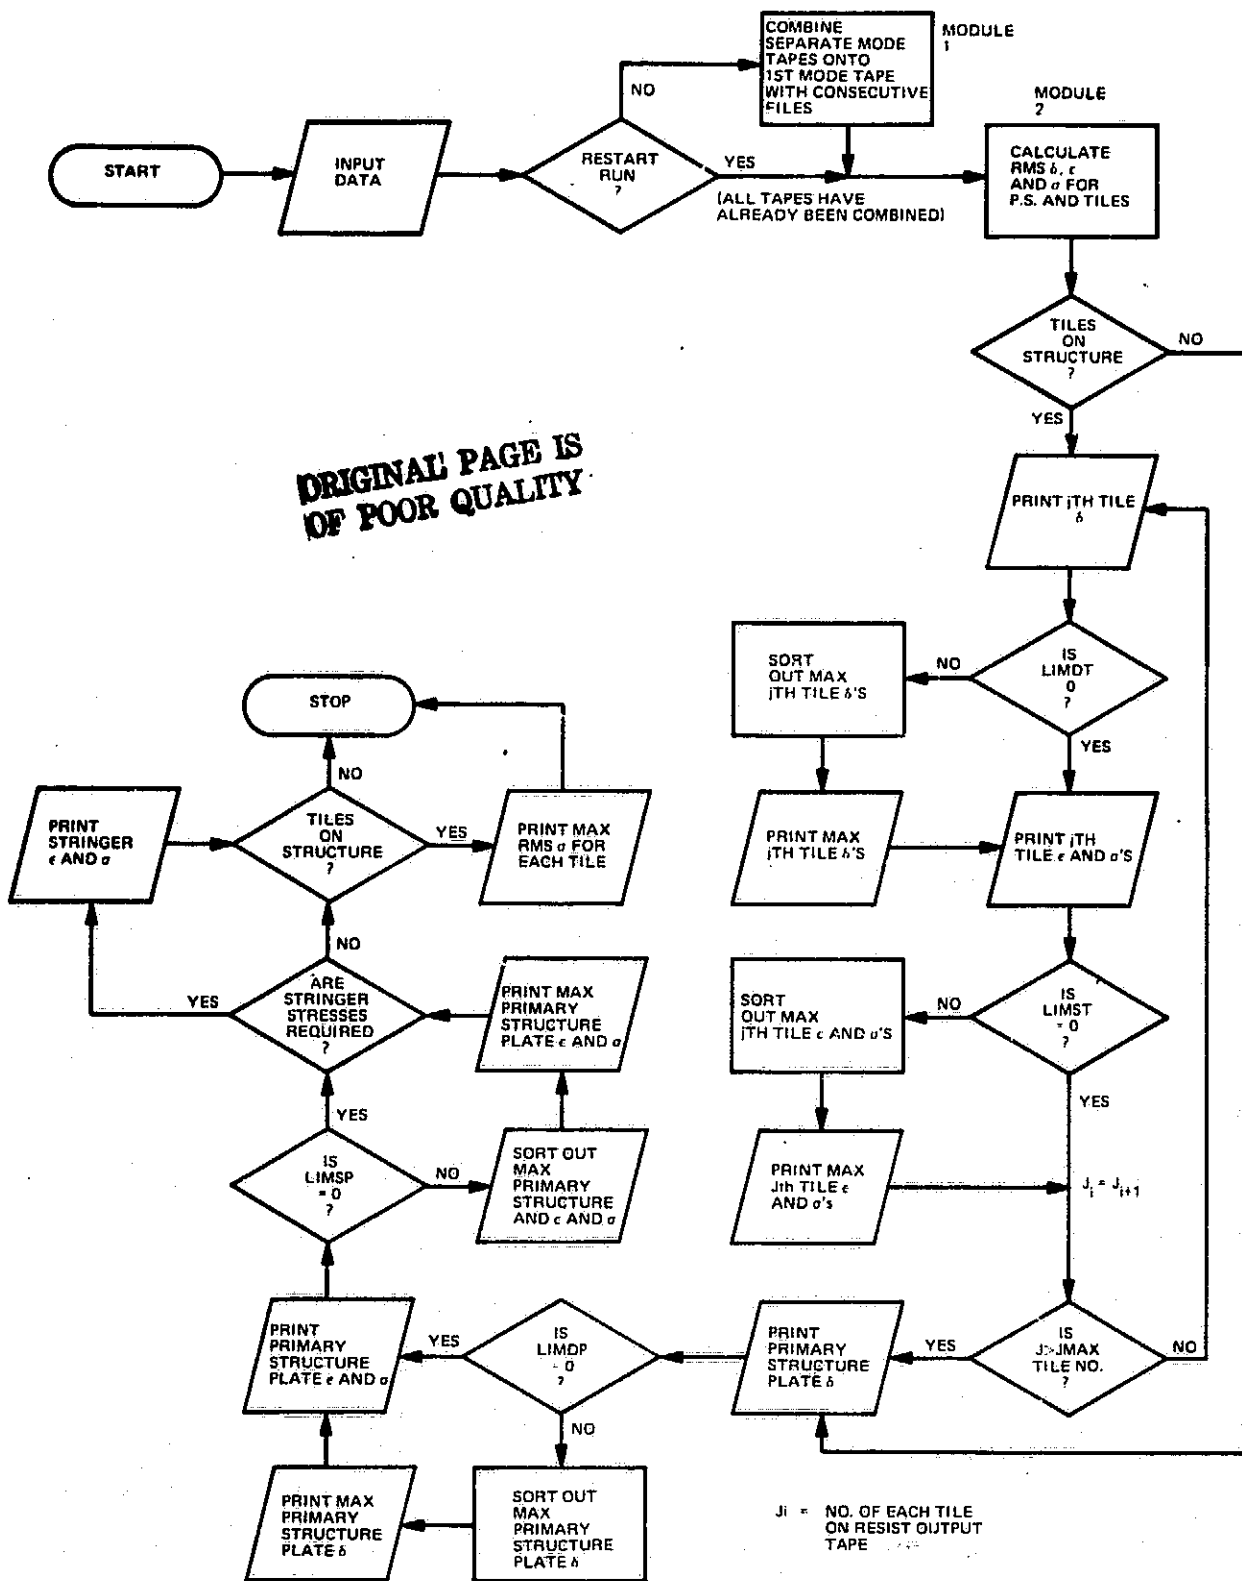 START
INPUT
DATA
RESTART
RUN
?
NO
YES
(ALL TAPES HAVE
ALREADY BEEN COMBINED)
COMBINE
SEPARATE MODE
TAPES ONTO
1ST MODE TAPE
WITH CONSECUTIVE
FILES
MODULE
1
MODULE
2
CALCULATE
RMS δ, ε
AND σ FOR
P.S. AND TILES
TILES
ON
STRUCTURE
?
NO
YES
ORIGINAL PAGE IS
OF POOR QUALITY
PRINT jTH TILE
δ
IS
LIMDT
0
?
NO
YES
SORT
OUT MAX
jTH TILE δ'S
PRINT MAX
jTH TILE δ'S
PRINT jTH
TILE ε AND σ'S
IS
LIMST
= 0
?
NO
YES
SORT
OUT MAX
jTH TILE ε AND σ'S
PRINT MAX
Jth TILE ε
AND σ's
J_i = J_{i+1}
IS
J>JMAX
TILE NO.
?
NO
YES
PRINT
PRIMARY
STRUCTURE
PLATE δ
IS
LIMDP
= 0
?
YES
NO
SORT OUT
MAX
PRIMARY
STRUCTURE
PLATE δ
PRINT MAX
PRIMARY
STRUCTURE
PLATE δ
PRINT
PRIMARY
STRUCTURE
PLATE ε AND σ
IS
LIMSP
= 0
?
NO
YES
SORT OUT
MAX
PRIMARY
STRUCTURE
AND ε AND σ
PRINT MAX
PRIMARY
STRUCTURE
PLATE ε AND σ
ARE
STRINGER
STRESSES
REQUIRED
?
YES
NO
PRINT
STRINGER
ε AND σ
TILES
ON
STRUCTURE
?
YES
NO
PRINT MAX
RMS σ FOR
EACH TILE
STOP
Ji = NO. OF EACH TILE
ON RESIST OUTPUT
TAPE